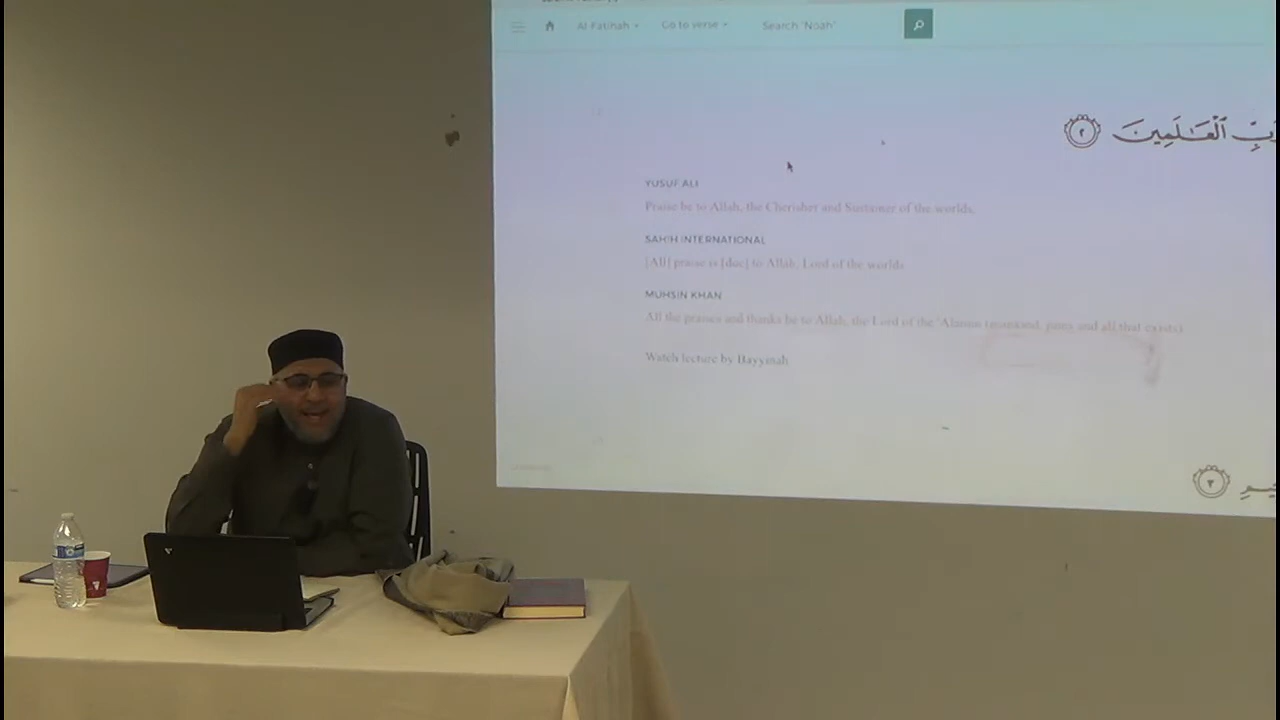 Al-Fatihah Go to verse Search "Noah"
رَبِّ ٱلْعَـٰلَمِينَ ٢
YUSUF ALI
Praise be to Allah, the Cherisher and Sustainer of the worlds,
SAHIH INTERNATIONAL
[All] praise is [due] to Allah, Lord of the worlds
MUHSIN KHAN
All the praises and thanks be to Allah, the Lord of the 'Alamin (mankind, jinns and all that exists)
Watch lecture by Bayyinah
٣